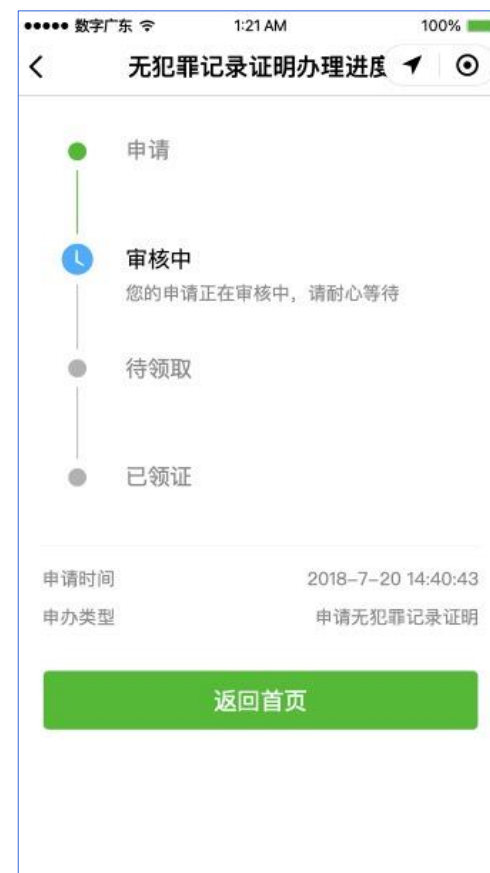 数字广东 1:21 AM 100%
无犯罪记录证明办理进度
申请
审核中
您的申请正在审核中，请耐心等待
待领取
已领证
申请时间 2018-7-20 14:40:43
申办类型 申请无犯罪记录证明
返回首页